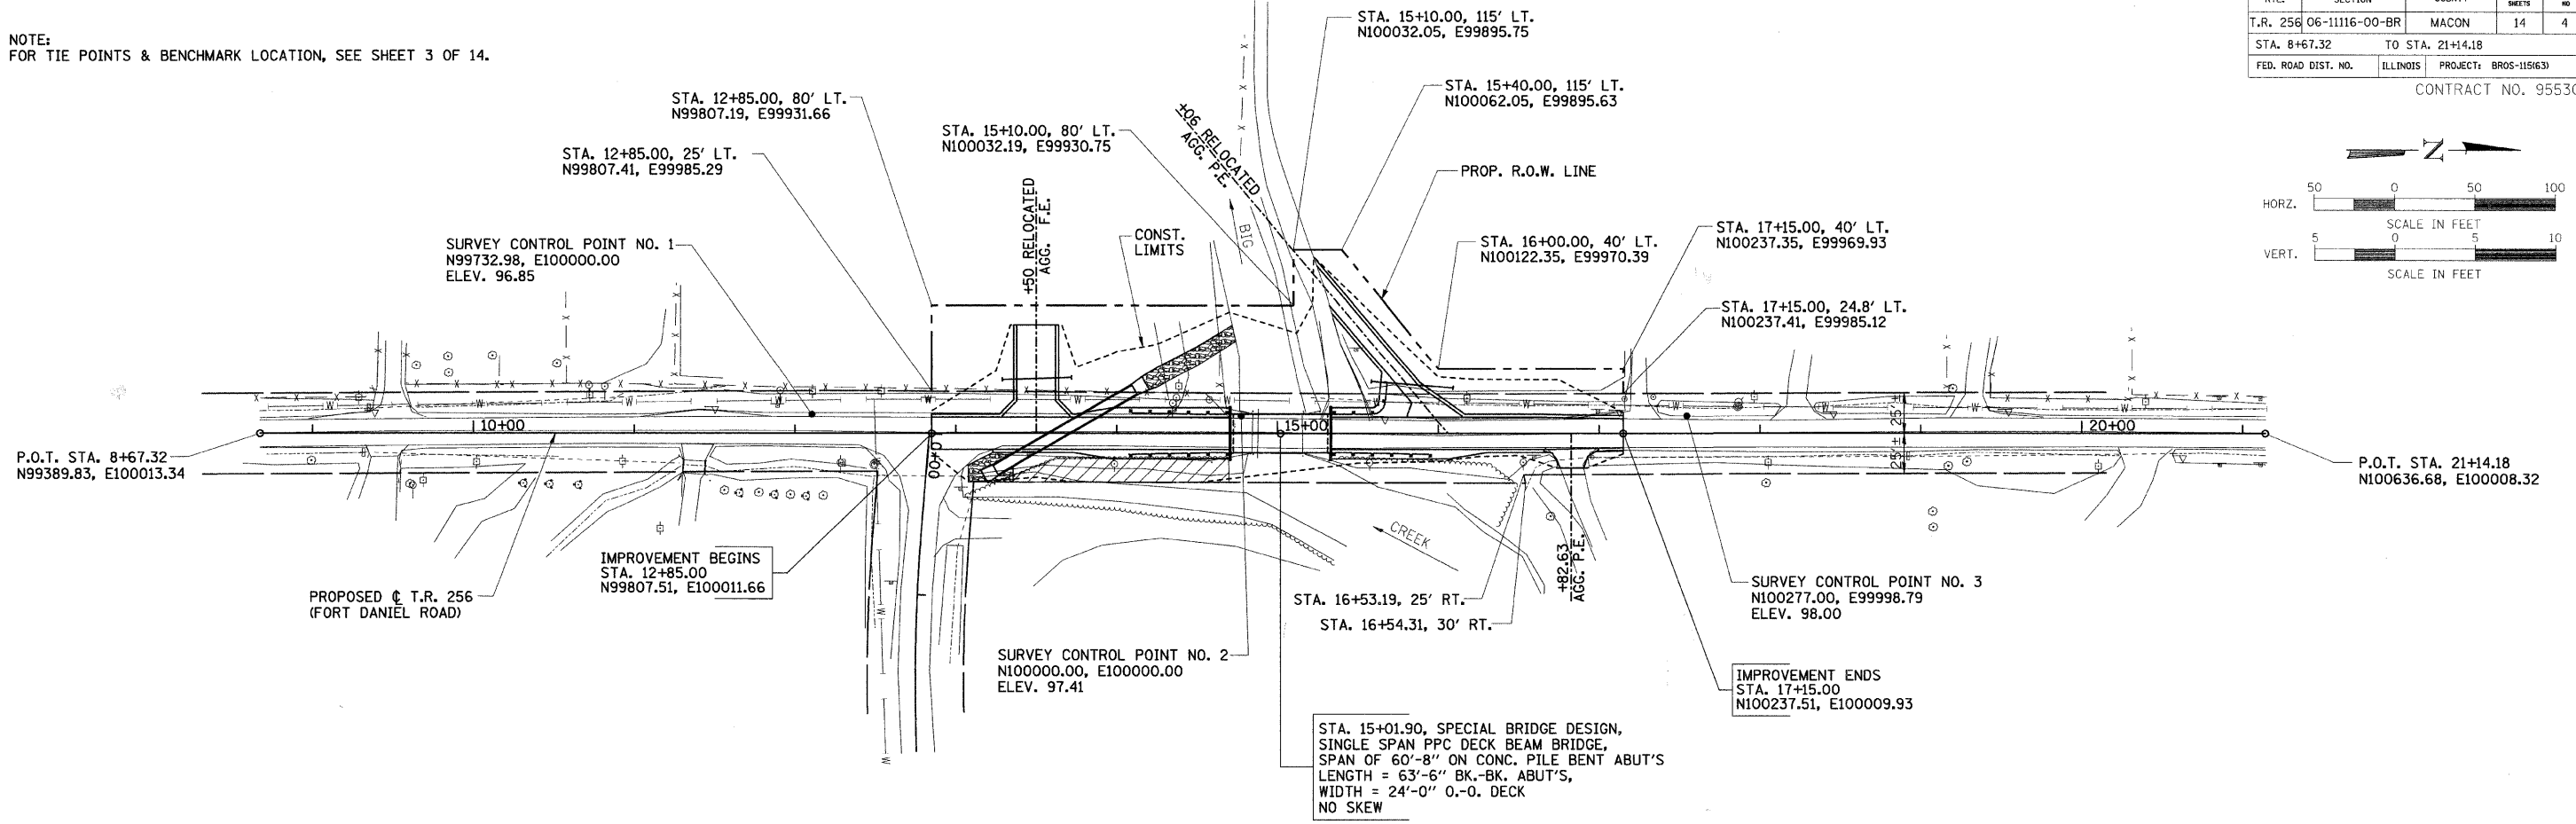 NOTE:
FOR TIE POINTS & BENCHMARK LOCATION, SEE SHEET 3 OF 14.
RTE. SECTION COUNTY SHEETS NO
T.R. 256 06-11116-00-BR MACON 14 4
STA. 8+67.32 TO STA. 21+14.18
FED. ROAD DIST. NO. ILLINOIS PROJECT: BROS-115(63)
CONTRACT NO. 95530
Z
50 0 50 100
HORZ.
SCALE IN FEET
5 0 5 10
VERT.
SCALE IN FEET
STA. 15+10.00, 115' LT.
N100032.05, E99895.75
STA. 15+40.00, 115' LT.
N100062.05, E99895.63
STA. 12+85.00, 80' LT.
N99807.19, E99931.66
STA. 15+10.00, 80' LT.
N100032.19, E99930.75
STA. 12+85.00, 25' LT.
N99807.41, E99985.29
+06 RELOCATED
AGG. P.E.
PROP. R.O.W. LINE
+50 RELOCATED
AGG. F.E.
CONST.
LIMITS
BIG
STA. 17+15.00, 40' LT.
N100237.35, E99969.93
STA. 16+00.00, 40' LT.
N100122.35, E99970.39
SURVEY CONTROL POINT NO. 1
N99732.98, E100000.00
ELEV. 96.85
STA. 17+15.00, 24.8' LT.
N100237.41, E99985.12
10+00
15+00
20+00
0+00
25'±
25'±
P.O.T. STA. 8+67.32
N99389.83, E100013.34
P.O.T. STA. 21+14.18
N100636.68, E100008.32
CREEK
IMPROVEMENT BEGINS
STA. 12+85.00
N99807.51, E100011.66
+82.63
AGG. P.E.
PROPOSED ℄ T.R. 256
(FORT DANIEL ROAD)
STA. 16+53.19, 25' RT.
STA. 16+54.31, 30' RT.
SURVEY CONTROL POINT NO. 3
N100277.00, E99998.79
ELEV. 98.00
SURVEY CONTROL POINT NO. 2
N100000.00, E100000.00
ELEV. 97.41
IMPROVEMENT ENDS
STA. 17+15.00
N100237.51, E100009.93
STA. 15+01.90, SPECIAL BRIDGE DESIGN,
SINGLE SPAN PPC DECK BEAM BRIDGE,
SPAN OF 60'-8" ON CONC. PILE BENT ABUT'S
LENGTH = 63'-6" BK.-BK. ABUT'S,
WIDTH = 24'-0" O.-O. DECK
NO SKEW